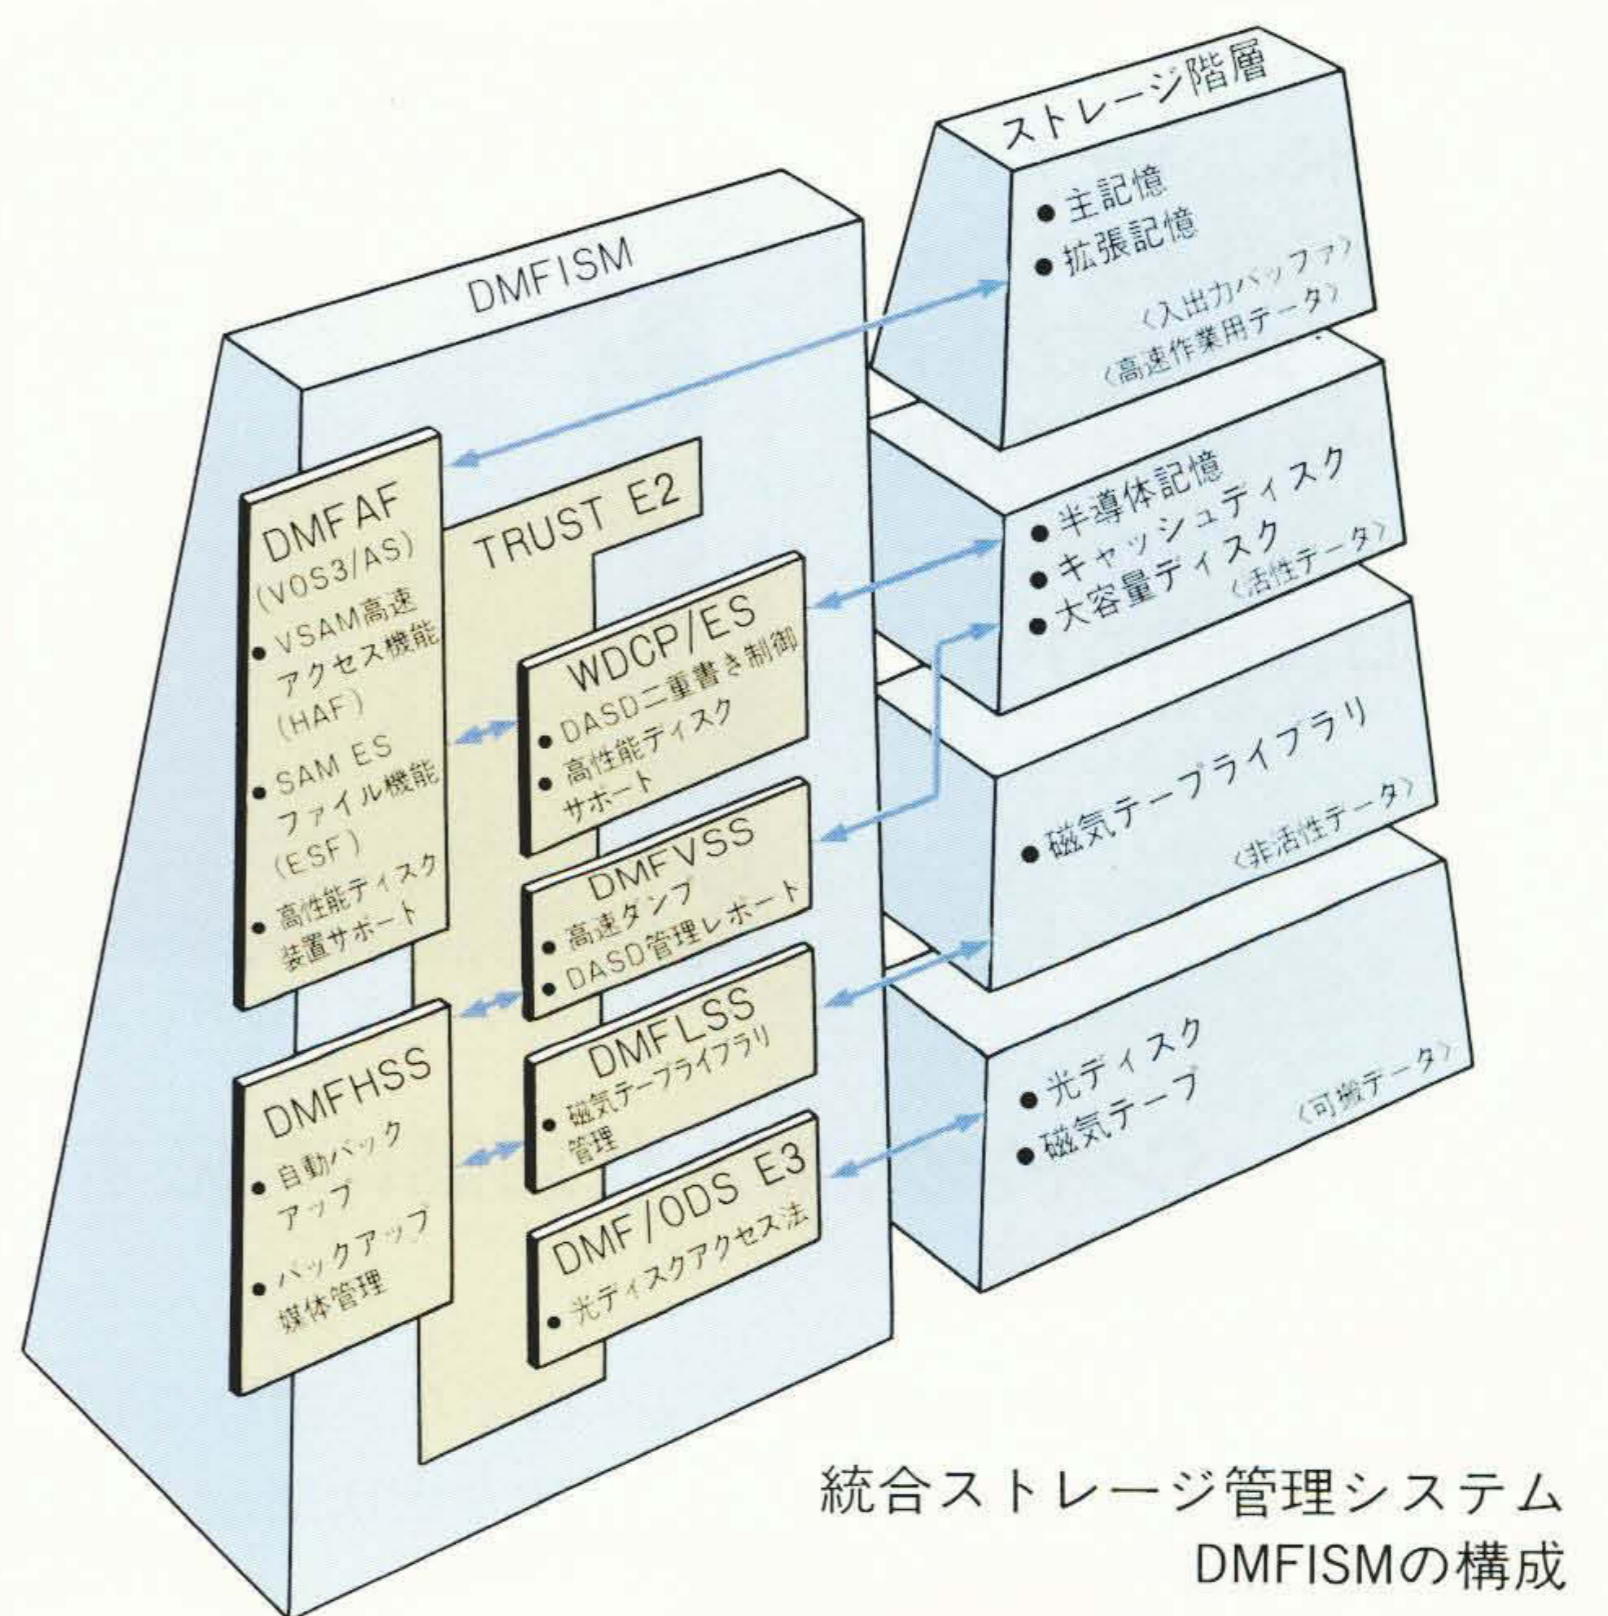 DMFISM
DMFAF
(VOS3/AS)
● VSAM高速
アクセス機能
(HAF)
● SAM ES
ファイル機能
(ESF)
● 高性能ディスク
装置サポート
DMFHSS
● 自動バック
アップ
● バックアップ
媒体管理
TRUST E2
WDCP/ES
● DASD二重書き制御
● 高性能ディスク
サポート
DMFVSS
● 高速ダンプ
● DASD管理レポート
DMFLSS
● 磁気テープライブラリ
管理
DMF/ODS E3
● 光ディスクアクセス法
ストレージ階層
● 主記憶
● 拡張記憶
〈入出力バッファ〉
〈高速作業用データ〉
● 半導体記憶
● キャッシュディスク
● 大容量ディスク
〈活性データ〉
● 磁気テープライブラリ
〈非活性データ〉
● 光ディスク
● 磁気テープ
〈可搬データ〉
統合ストレージ管理システム
DMFISMの構成